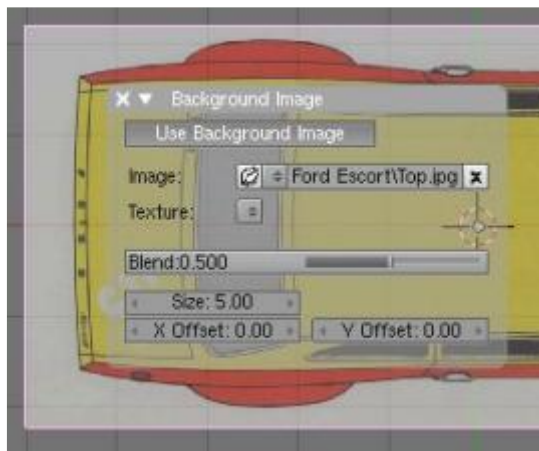 Background Image
Use Background Image
Image: Ford Escort\Top.jpg
Texture:
Blend:0.500
Size: 5.00
X Offset: 0.00 Y Offset: 0.00